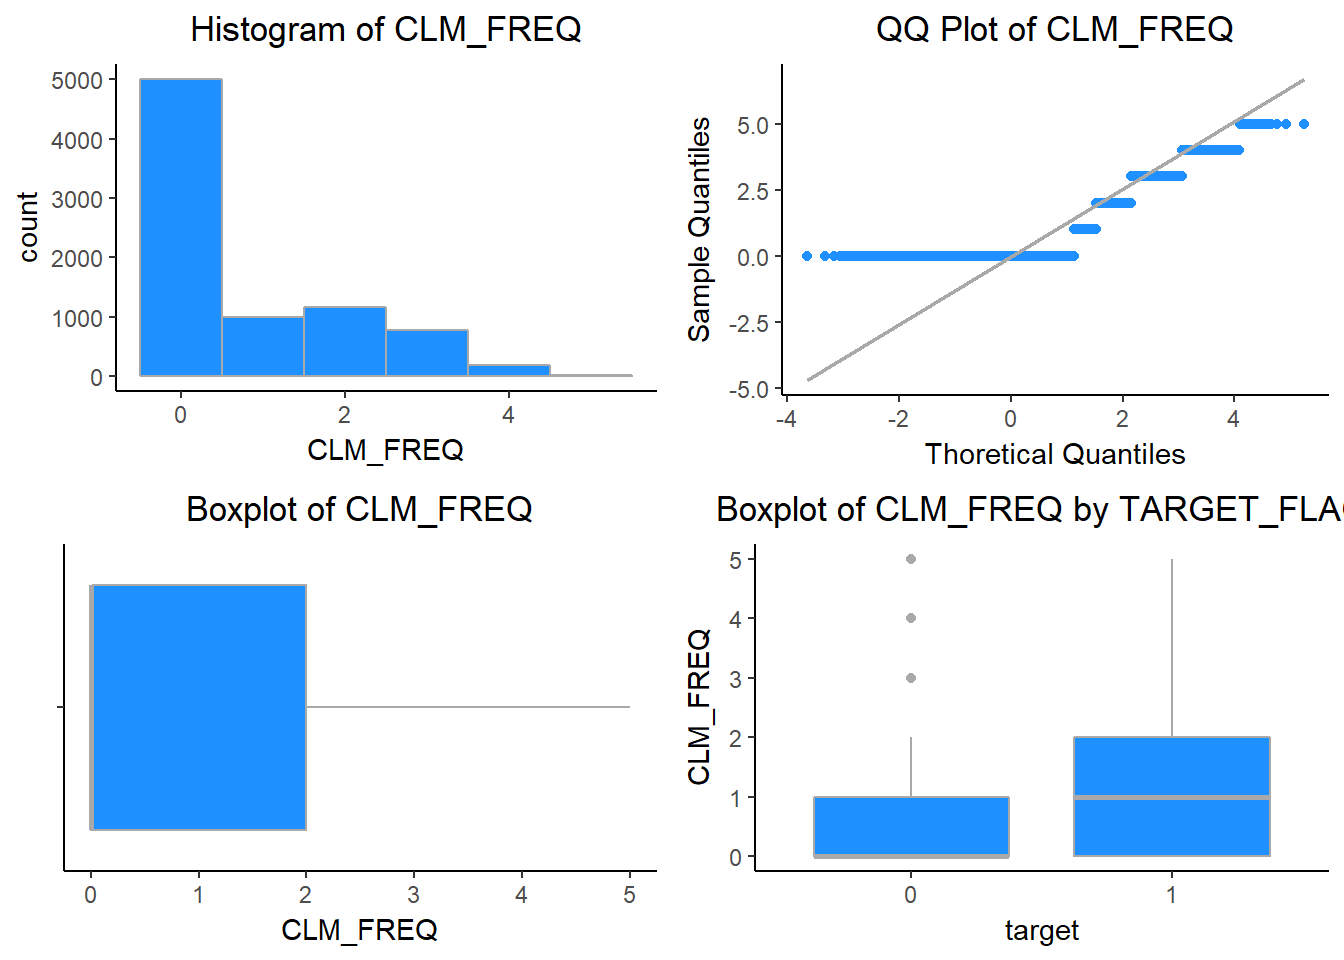 Histogram of CLM_FREQ
count
5000
4000
3000
2000
1000
0
0 2 4
CLM_FREQ
QQ Plot of CLM_FREQ
Sample Quantiles
5.0
2.5
0.0
-2.5
-5.0
-4 -2 0 2 4
Thoretical Quantiles
Boxplot of CLM_FREQ
0 1 2 3 4 5
CLM_FREQ
Boxplot of CLM_FREQ by TARGET_FLAG
CLM_FREQ
5
4
3
2
1
0
0 1
target